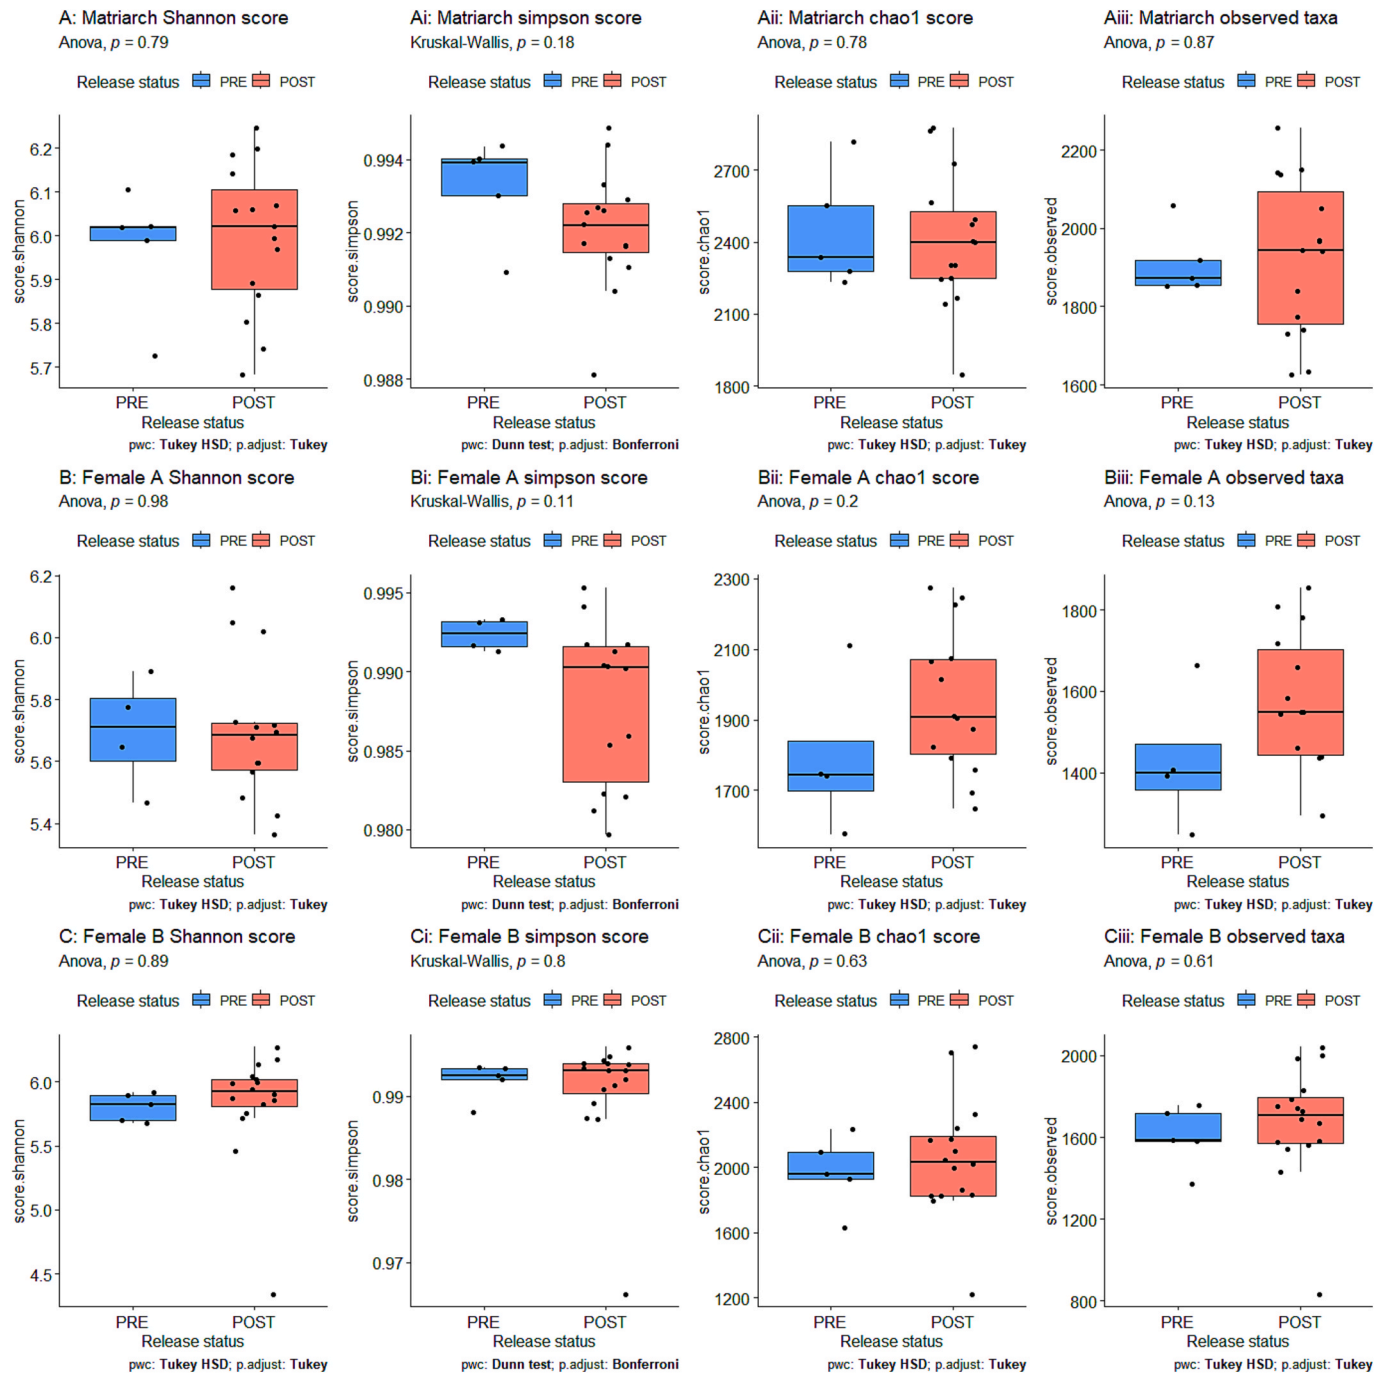 A: Matriarch Shannon score
Anova, p = 0.79
Release status PRE POST
score.shannon
6.2
6.1
6.0
5.9
5.8
5.7
PRE POST
Release status
pwc: Tukey HSD; p.adjust: Tukey
Ai: Matriarch simpson score
Kruskal-Wallis, p = 0.18
Release status PRE POST
score.simpson
0.994
0.992
0.990
0.988
PRE POST
Release status
pwc: Dunn test; p.adjust: Bonferroni
Aii: Matriarch chao1 score
Anova, p = 0.78
Release status PRE POST
score.chao1
2700
2400
2100
1800
PRE POST
Release status
pwc: Tukey HSD; p.adjust: Tukey
Aiii: Matriarch observed taxa
Anova, p = 0.87
Release status PRE POST
score.observed
2200
2000
1800
1600
PRE POST
Release status
pwc: Tukey HSD; p.adjust: Tukey
B: Female A Shannon score
Anova, p = 0.98
Release status PRE POST
score.shannon
6.2
6.0
5.8
5.6
5.4
PRE POST
Release status
pwc: Tukey HSD; p.adjust: Tukey
Bi: Female A simpson score
Kruskal-Wallis, p = 0.11
Release status PRE POST
score.simpson
0.995
0.990
0.985
0.980
PRE POST
Release status
pwc: Dunn test; p.adjust: Bonferroni
Bii: Female A chao1 score
Anova, p = 0.2
Release status PRE POST
score.chao1
2300
2100
1900
1700
PRE POST
Release status
pwc: Tukey HSD; p.adjust: Tukey
Biii: Female A observed taxa
Anova, p = 0.13
Release status PRE POST
score.observed
1800
1600
1400
PRE POST
Release status
pwc: Tukey HSD; p.adjust: Tukey
C: Female B Shannon score
Anova, p = 0.89
Release status PRE POST
score.shannon
6.0
5.5
5.0
4.5
PRE POST
Release status
pwc: Tukey HSD; p.adjust: Tukey
Ci: Female B simpson score
Kruskal-Wallis, p = 0.8
Release status PRE POST
score.simpson
0.99
0.98
0.97
PRE POST
Release status
pwc: Dunn test; p.adjust: Bonferroni
Cii: Female B chao1 score
Anova, p = 0.63
Release status PRE POST
score.chao1
2800
2400
2000
1600
1200
PRE POST
Release status
pwc: Tukey HSD; p.adjust: Tukey
Ciii: Female B observed taxa
Anova, p = 0.61
Release status PRE POST
score.observed
2000
1600
1200
800
PRE POST
Release status
pwc: Tukey HSD; p.adjust: Tukey